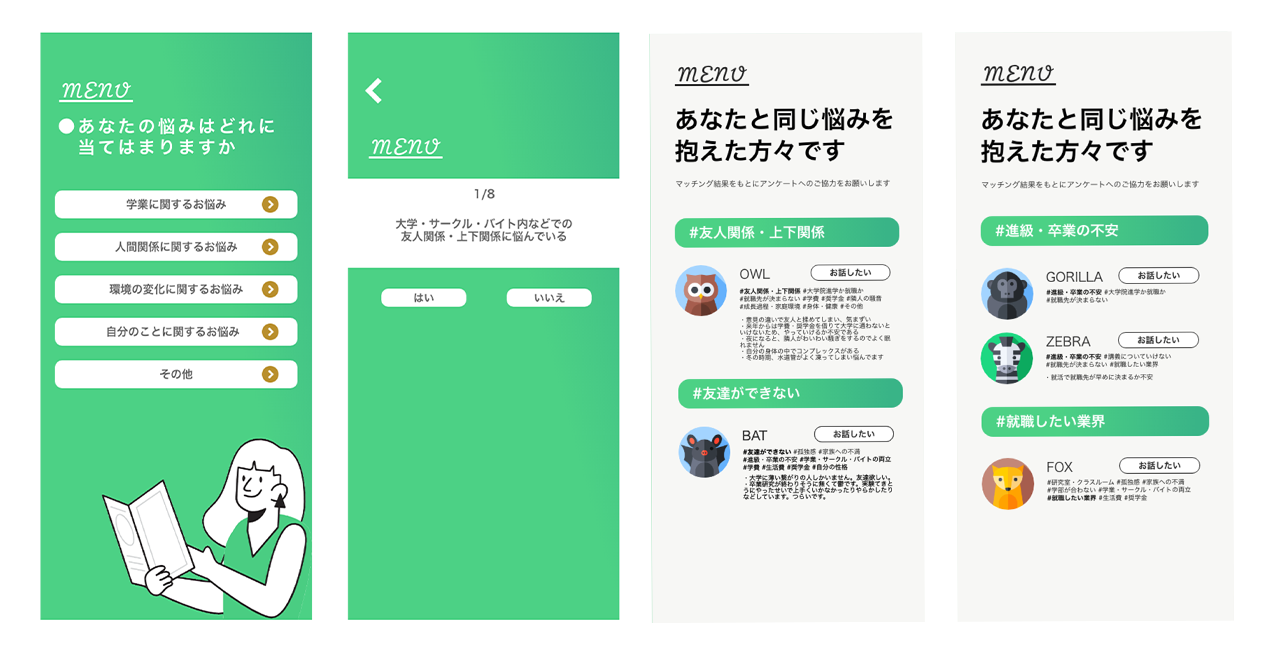 MENU
●あなたの悩みはどれに
当てはまりますか
学業に関するお悩み
人間関係に関するお悩み
環境の変化に関するお悩み
自分のことに関するお悩み
その他
MENU
1/8
大学・サークル・バイト内などでの
友人関係・上下関係に悩んでいる
はい
いいえ
MENU
あなたと同じ悩みを
抱えた方々です
マッチング結果をもとにアンケートへのご協力をお願いします
#友人関係・上下関係
OWL
お話したい
#友人関係・上下関係 #大学院進学か就職か
#就職先が決まらない #学費 #奨学金 #隣人の騒音
#成長過程・家庭環境 #身体・健康 #その他
・意見の違いで友人と揉めてしまい、気まずい
・来年からは学費・奨学金を借りて大学に通わないと
いけないため、やっていけるか不安である
・夜になると、隣人がわいわい騒ぎをするのでよく眠
れません
・自分の身体の中でコンプレックスがある
・冬の時期、水道管がよく凍ってしまい悩んでます
#友達ができない
BAT
お話したい
#友達ができない #孤独感 #家族への不満
#進級・卒業の不安 #学業・サークル・バイトの両立
#学費 #生活費 #奨学金 #自分の性格
・大学に薄い繋がりの人しかいません。友達欲しい。
・卒業研究が終わりそうに無くて鬱です。実験てきと
うにやったせいで上手くいかなかったりやらかしたり
などしています。つらいです。
MENU
あなたと同じ悩みを
抱えた方々です
マッチング結果をもとにアンケートへのご協力をお願いします
#進級・卒業の不安
GORILLA
お話したい
#進級・卒業の不安 #大学院進学か就職か
#就職先が決まらない
ZEBRA
お話したい
#進級・卒業の不安 #講義についていけない
#就職先が決まらない #就職したい業界
・就活で就職先が早めに決まるか不安
#就職したい業界
FOX
お話したい
#研究室・クラスルーム #孤独感 #家族への不満
#学部が合わない #学業・サークル・バイトの両立
#就職したい業界 #生活費 #奨学金